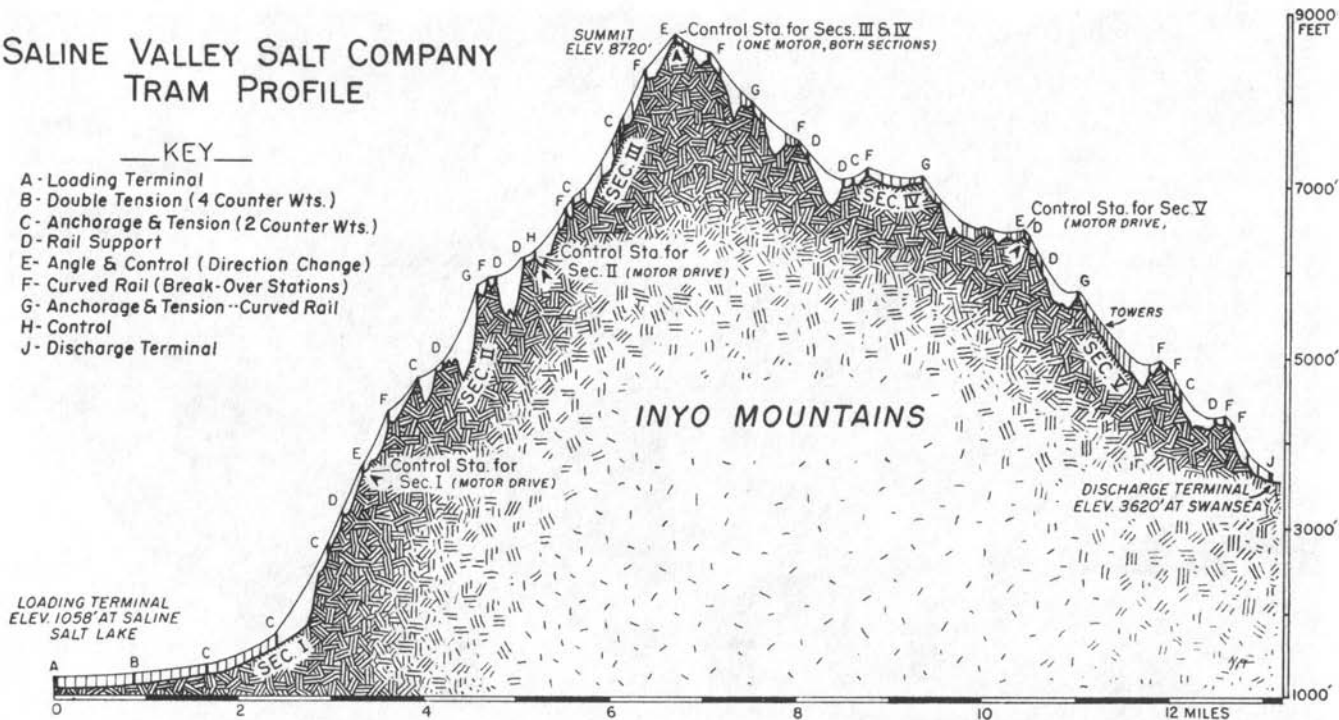 SALINE VALLEY SALT COMPANY
TRAM PROFILE
KEY
A - Loading Terminal
B - Double Tension (4 Counter Wts.)
C - Anchorage & Tension (2 Counter Wts.)
D - Rail Support
E - Angle & Control (Direction Change)
F - Curved Rail (Break-Over Stations)
G - Anchorage & Tension--Curved Rail
H - Control
J - Discharge Terminal
SUMMIT
ELEV. 8720'
E
Control Sta. for Secs. III & IV
(ONE MOTOR, BOTH SECTIONS)
9000
FEET
F
A
F
G
C
F
D
SEC. III
D C F
G
7000'
SEC. IV
C
F
Control Sta. for Sec. V
(MOTOR DRIVE,
E
D
H
D
G F D
Control Sta. for
Sec. II (MOTOR DRIVE)
D
G
TOWERS
5000'
SEC. II
D
C
F
SEC. V
F
F
C
D F
F
INYO MOUNTAINS
E
Control Sta. for
Sec. I (MOTOR DRIVE)
D
C
J
DISCHARGE TERMINAL
ELEV. 3620' AT SWANSEA
3000'
LOADING TERMINAL
ELEV. 1058' AT SALINE
SALT LAKE
A
B
C
C
SEC. I
1000'
0 2 4 6 8 10 12 MILES